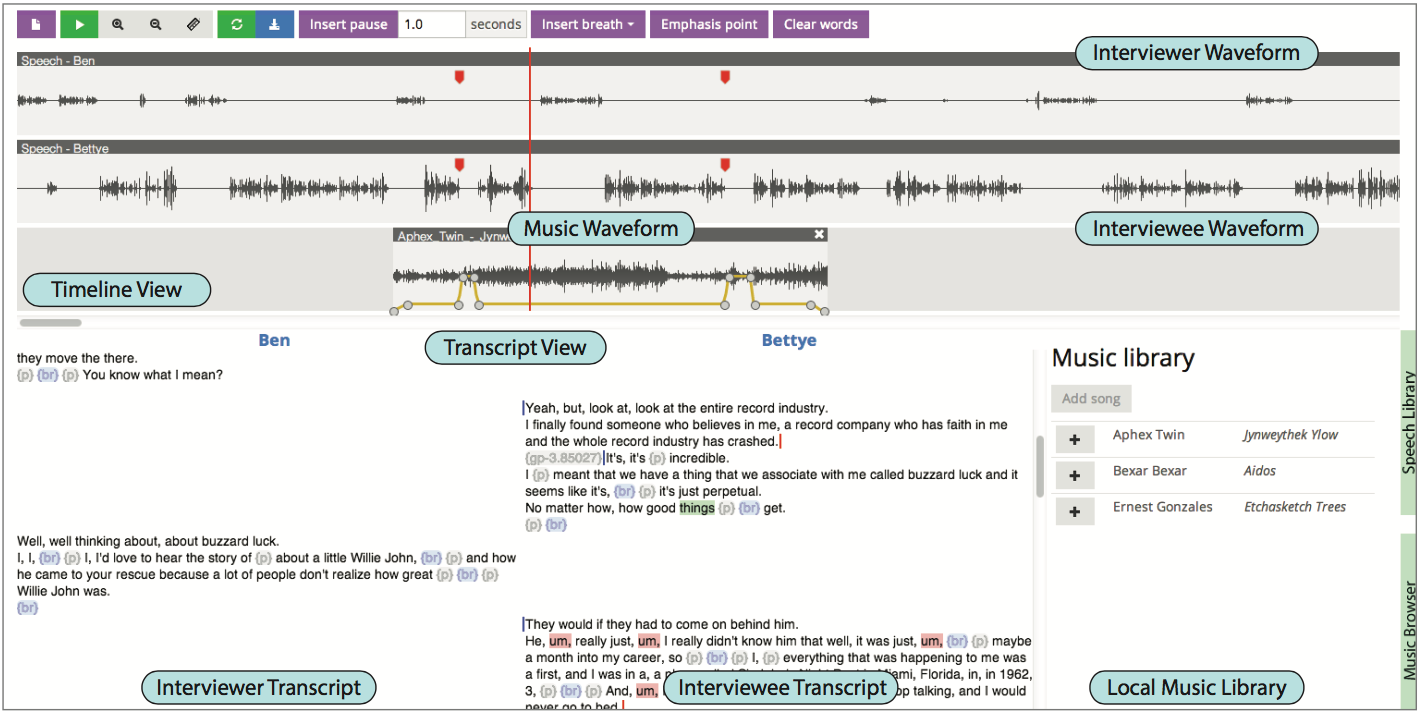 Insert pause 1.0 seconds Insert breath Emphasis point Clear words
Speech - Ben
Interviewer Waveform
Speech - Bettye
Interviewee Waveform
Music Waveform
Aphex_Twin_-_Jynw
Timeline View
Ben
Transcript View
Bettye
they move the there.
{p} {br} {p} You know what I mean?
Yeah, but, look at, look at the entire record industry.
I finally found someone who believes in me, a record company who has faith in me
and the whole record industry has crashed.
{gp-3.85027} It's, it's {p} incredible.
I {p} meant that we have a thing that we associate with me called buzzard luck and it
seems like it's, {br} {p} it's just perpetual.
No matter how, how good things {p} {br} get.
{p} {br}
Well, well thinking about, about buzzard luck.
I, I, {br} {p} I, I'd love to hear the story of {p} about a little Willie John, {br} {p} and how
he came to your rescue because a lot of people don't realize how great {p} {br} {p}
Willie John was.
{br}
They would if they had to come on behind him.
He, um, really just, um, I really didn't know him that well, it was just, um, {br} {p} maybe
a month into my career, so {p} {br} {p} I, {p} everything that was happening to me was
a first, and I was in a, a
Miami, Florida, in, in 1962,
3, {p} {br} {p} And, um, I
op talking, and I would
never go to bed.
Interviewer Transcript
Interviewee Transcript
Music library
Add song
Aphex Twin Jynweythek Ylow
Bexar Bexar Aidos
Ernest Gonzales Etchasketch Trees
Local Music Library
Speech Library
Music Browser